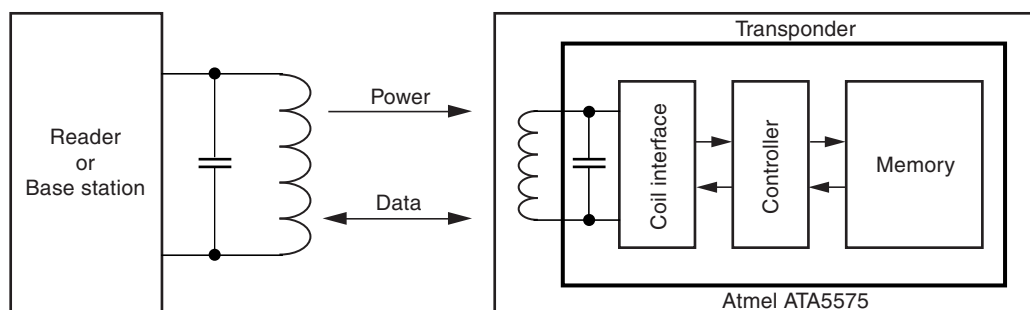 Reader
or
Base station
Power
Data
Transponder
Coil interface
Controller
Memory
Atmel ATA5575